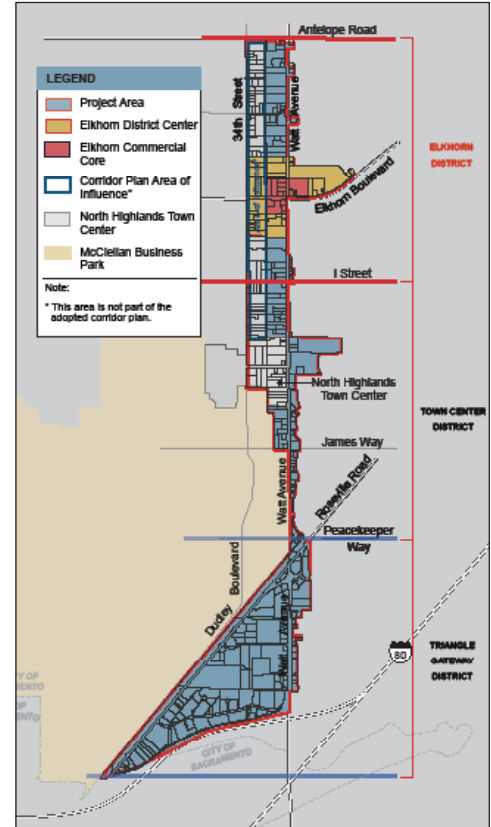 Antelope Road
LEGEND
Project Area
Elkhorn District Center
Elkhorn Commercial
Core
Corridor Plan Area of
Influence*
North Highlands Town
Center
McClellan Business
Park
Note:
* This area is not part of the
adopted corridor plan.
34th Street
Watt Avenue
Elkhorn Boulevard
ELKHORN
DISTRICT
I Street
North Highlands
Town Center
TOWN CENTER
DISTRICT
James Way
Watt Avenue
Roseville Road
Peacekeeper
Way
Dudley Boulevard
Watt Avenue
80
TRIANGLE
GATEWAY
DISTRICT
CITY OF
SACRAMENTO